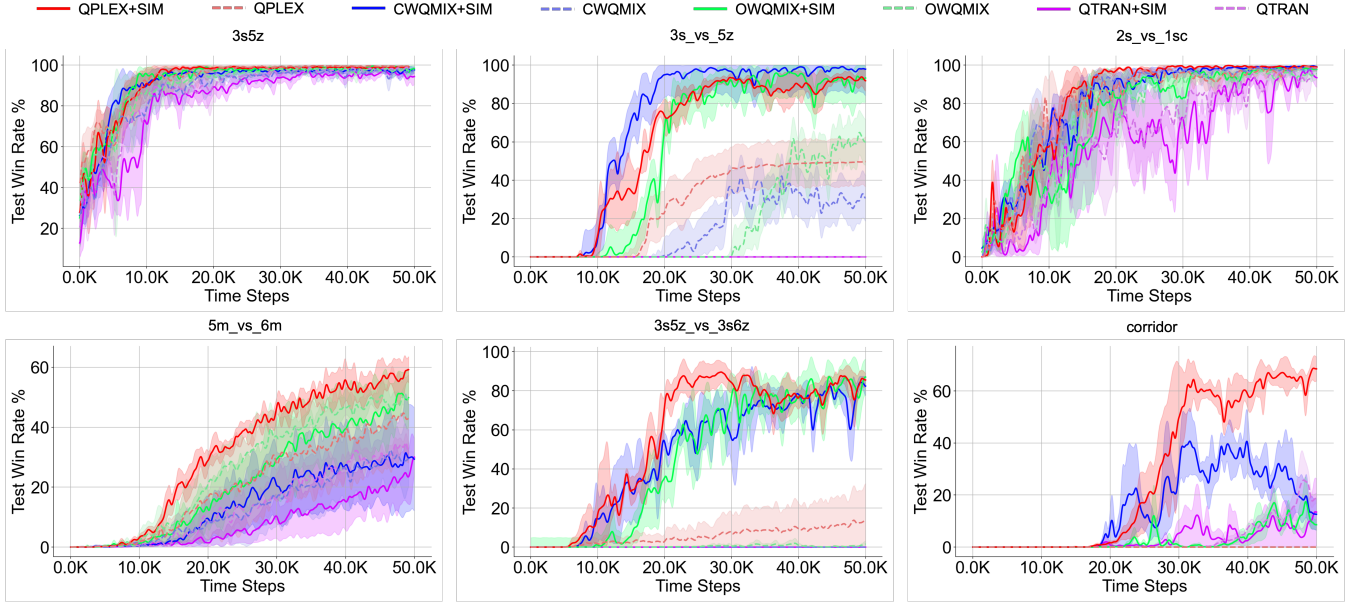 QPLEX+SIM QPLEX CWQMIX+SIM CWQMIX OWQMIX+SIM OWQMIX QTRAN+SIM QTRAN
3s5z
Test Win Rate %
100
80
60
40
20
0.0K 10.0K 20.0K 30.0K 40.0K 50.0K
Time Steps
3s_vs_5z
Test Win Rate %
100
80
60
40
20
0
0.0K 10.0K 20.0K 30.0K 40.0K 50.0K
Time Steps
2s_vs_1sc
Test Win Rate %
100
80
60
40
20
0
0.0K 10.0K 20.0K 30.0K 40.0K 50.0K
Time Steps
5m_vs_6m
Test Win Rate %
60
40
20
0
0.0K 10.0K 20.0K 30.0K 40.0K 50.0K
Time Steps
3s5z_vs_3s6z
Test Win Rate %
100
80
60
40
20
0
0.0K 10.0K 20.0K 30.0K 40.0K 50.0K
Time Steps
corridor
Test Win Rate %
60
40
20
0
0.0K 10.0K 20.0K 30.0K 40.0K 50.0K
Time Steps